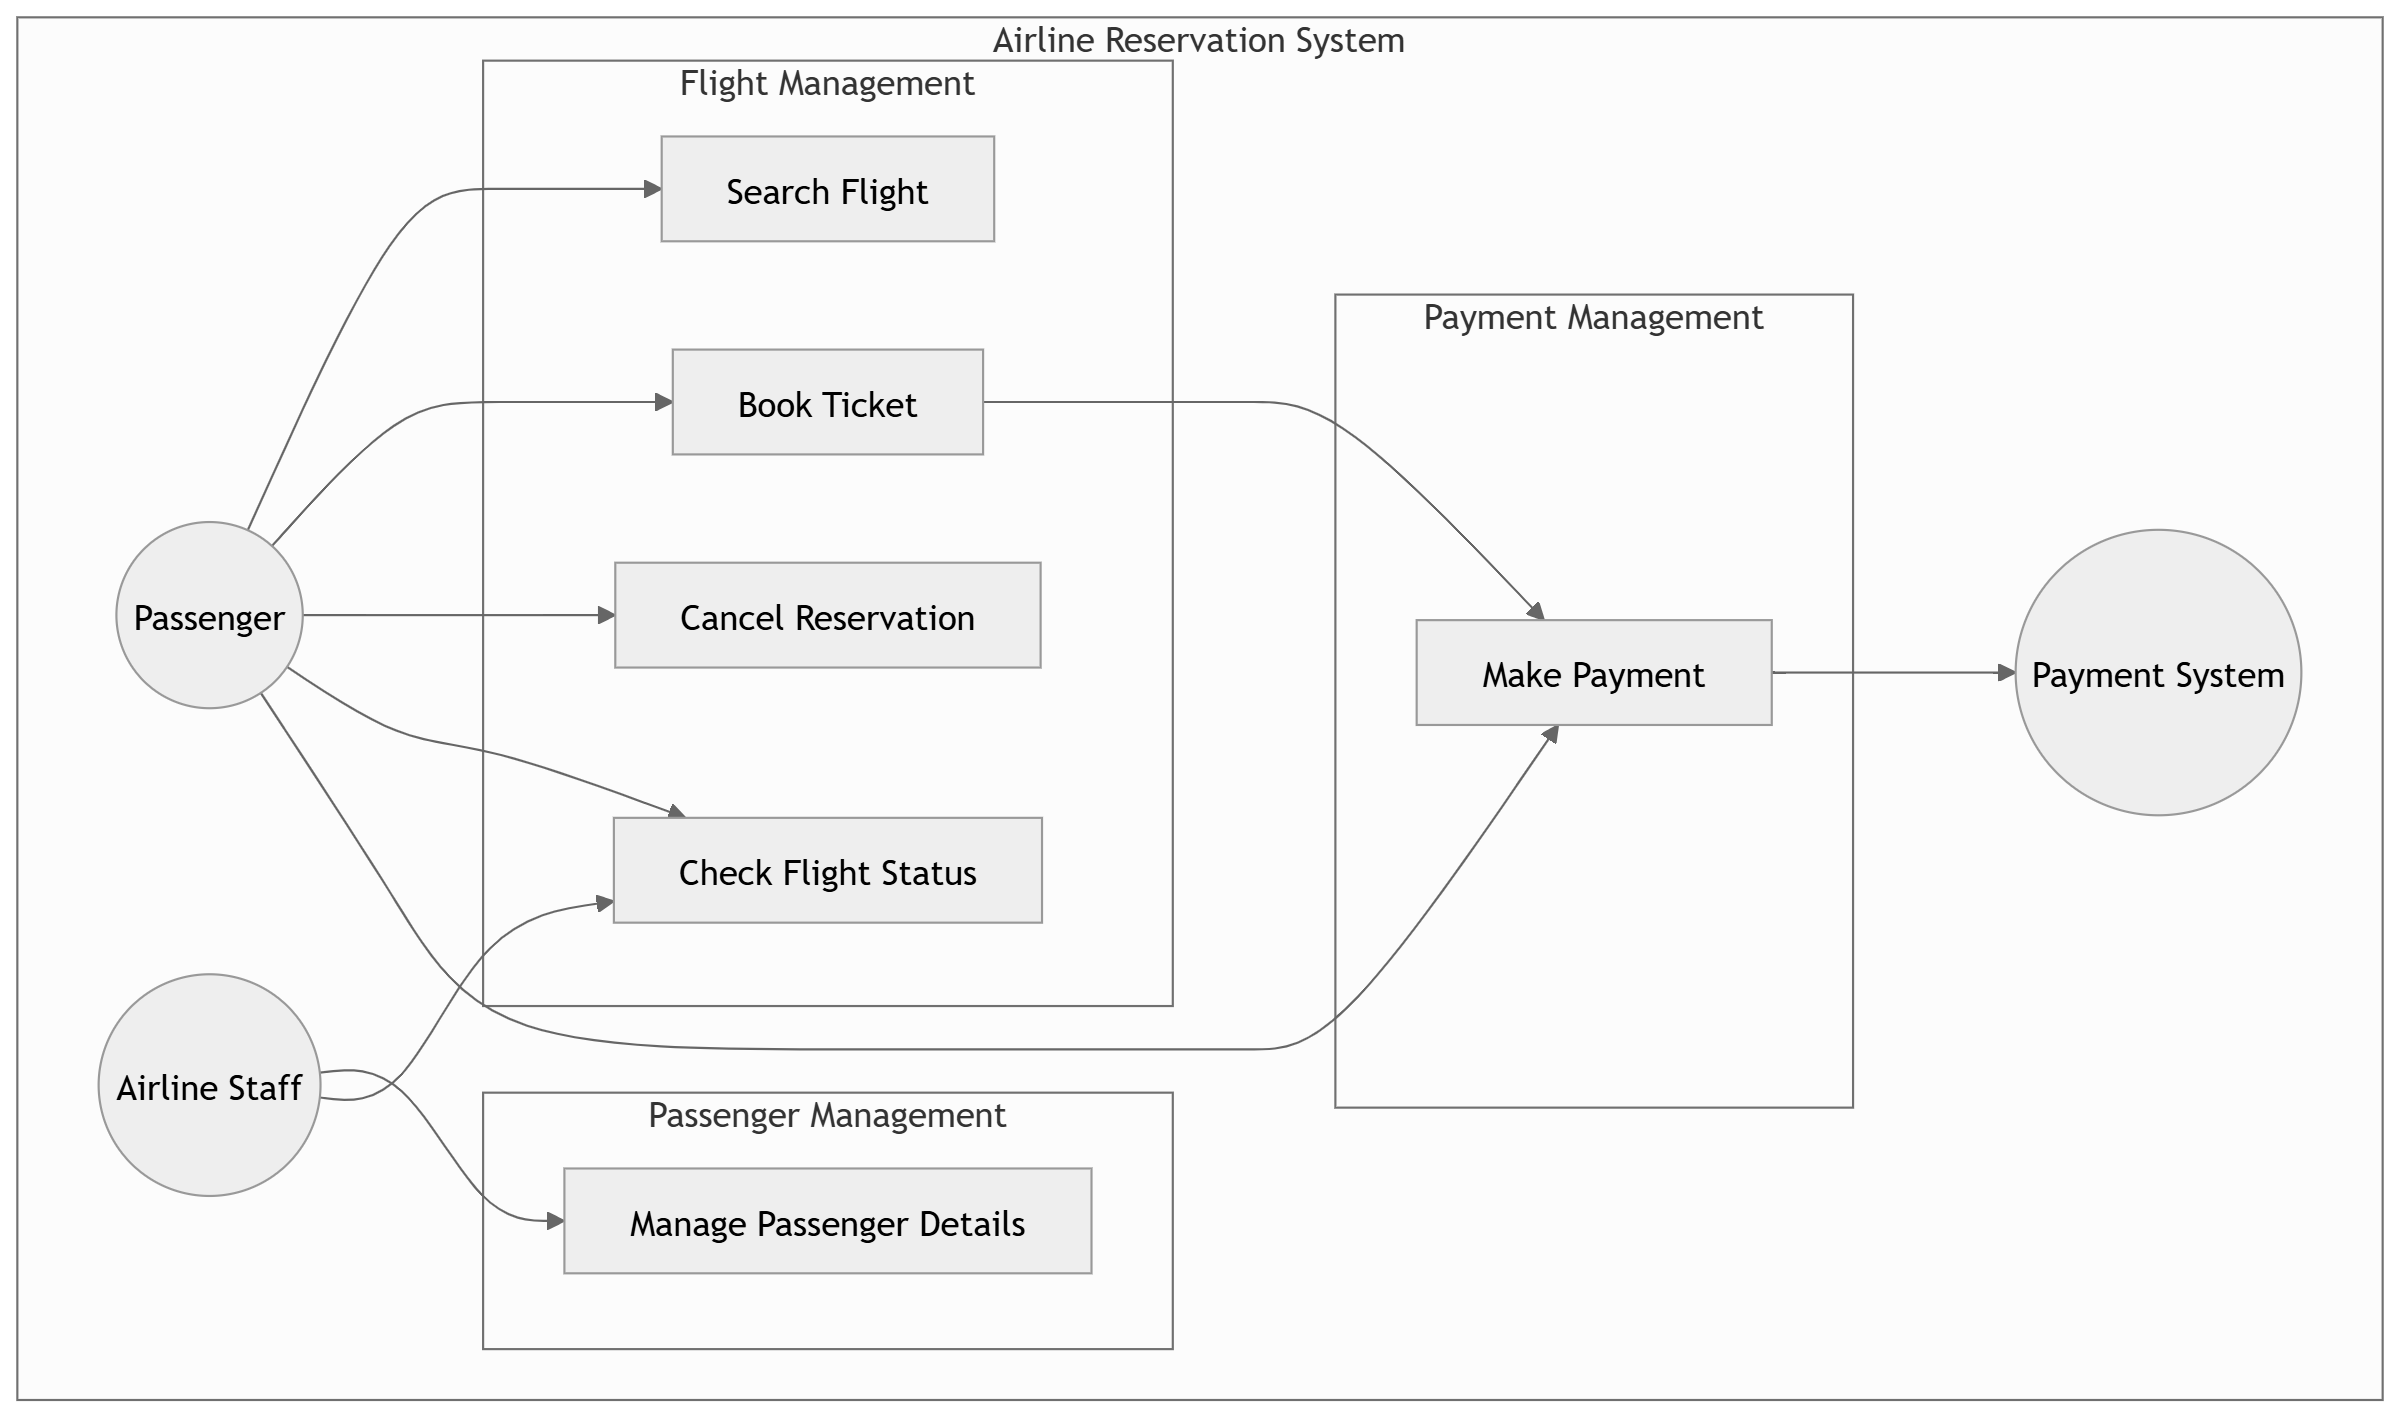 Airline Reservation System
Flight Management
Search Flight
Book Ticket
Cancel Reservation
Check Flight Status
Passenger
Airline Staff
Passenger Management
Manage Passenger Details
Payment Management
Make Payment
Payment System